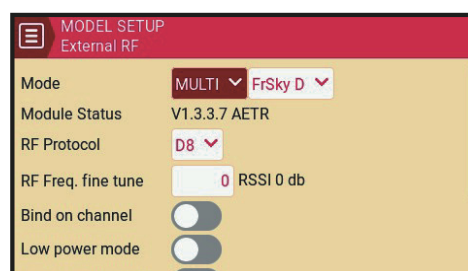 MODEL SETUP
External RF
Mode MULTI FrSky D
Module Status V1.3.3.7 AETR
RF Protocol D8
RF Freq. fine tune 0 RSSI 0 db
Bind on channel
Low power mode